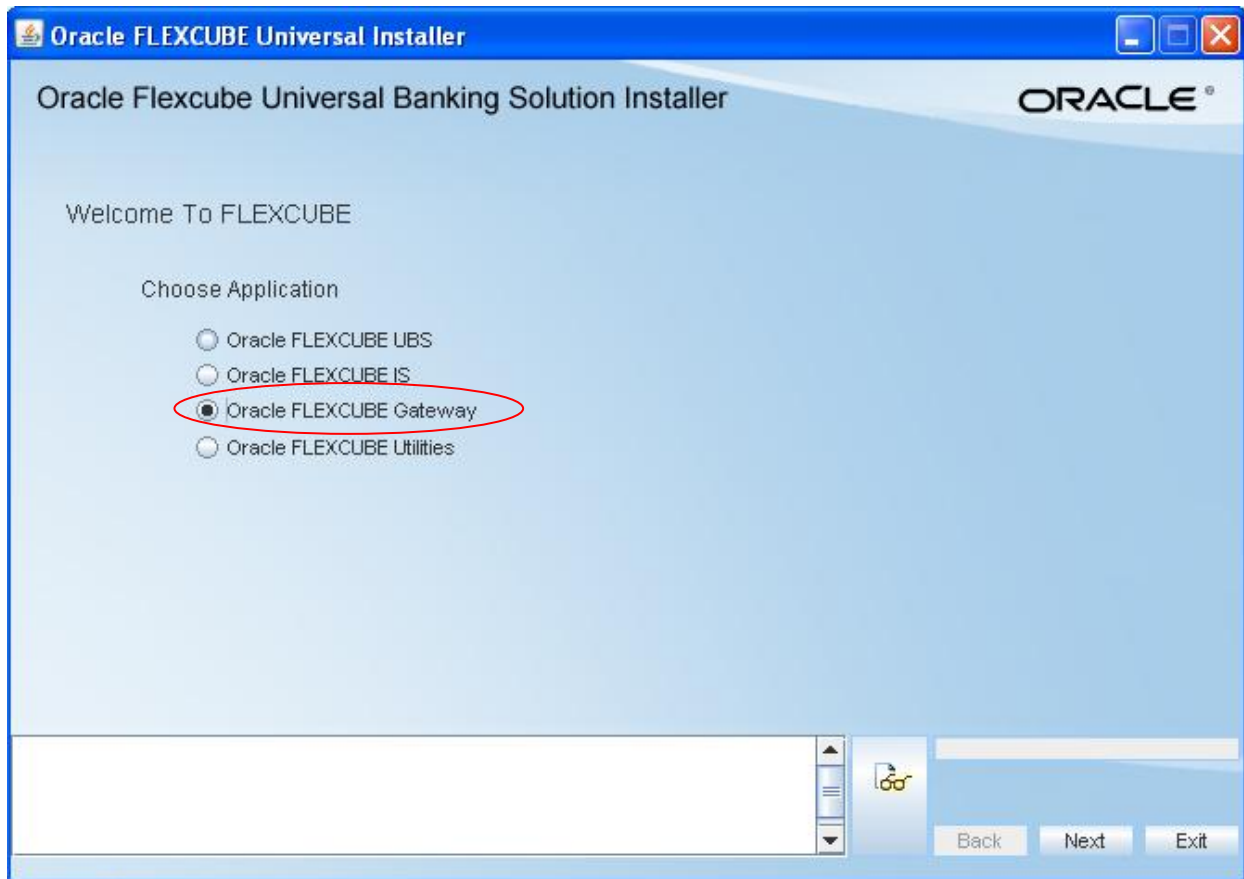 Oracle FLEXCUBE Universal Installer
Oracle Flexcube Universal Banking Solution Installer
ORACLE®
Welcome To FLEXCUBE
Choose Application
Oracle FLEXCUBE UBS
Oracle FLEXCUBE IS
Oracle FLEXCUBE Gateway
Oracle FLEXCUBE Utilities
Back Next Exit